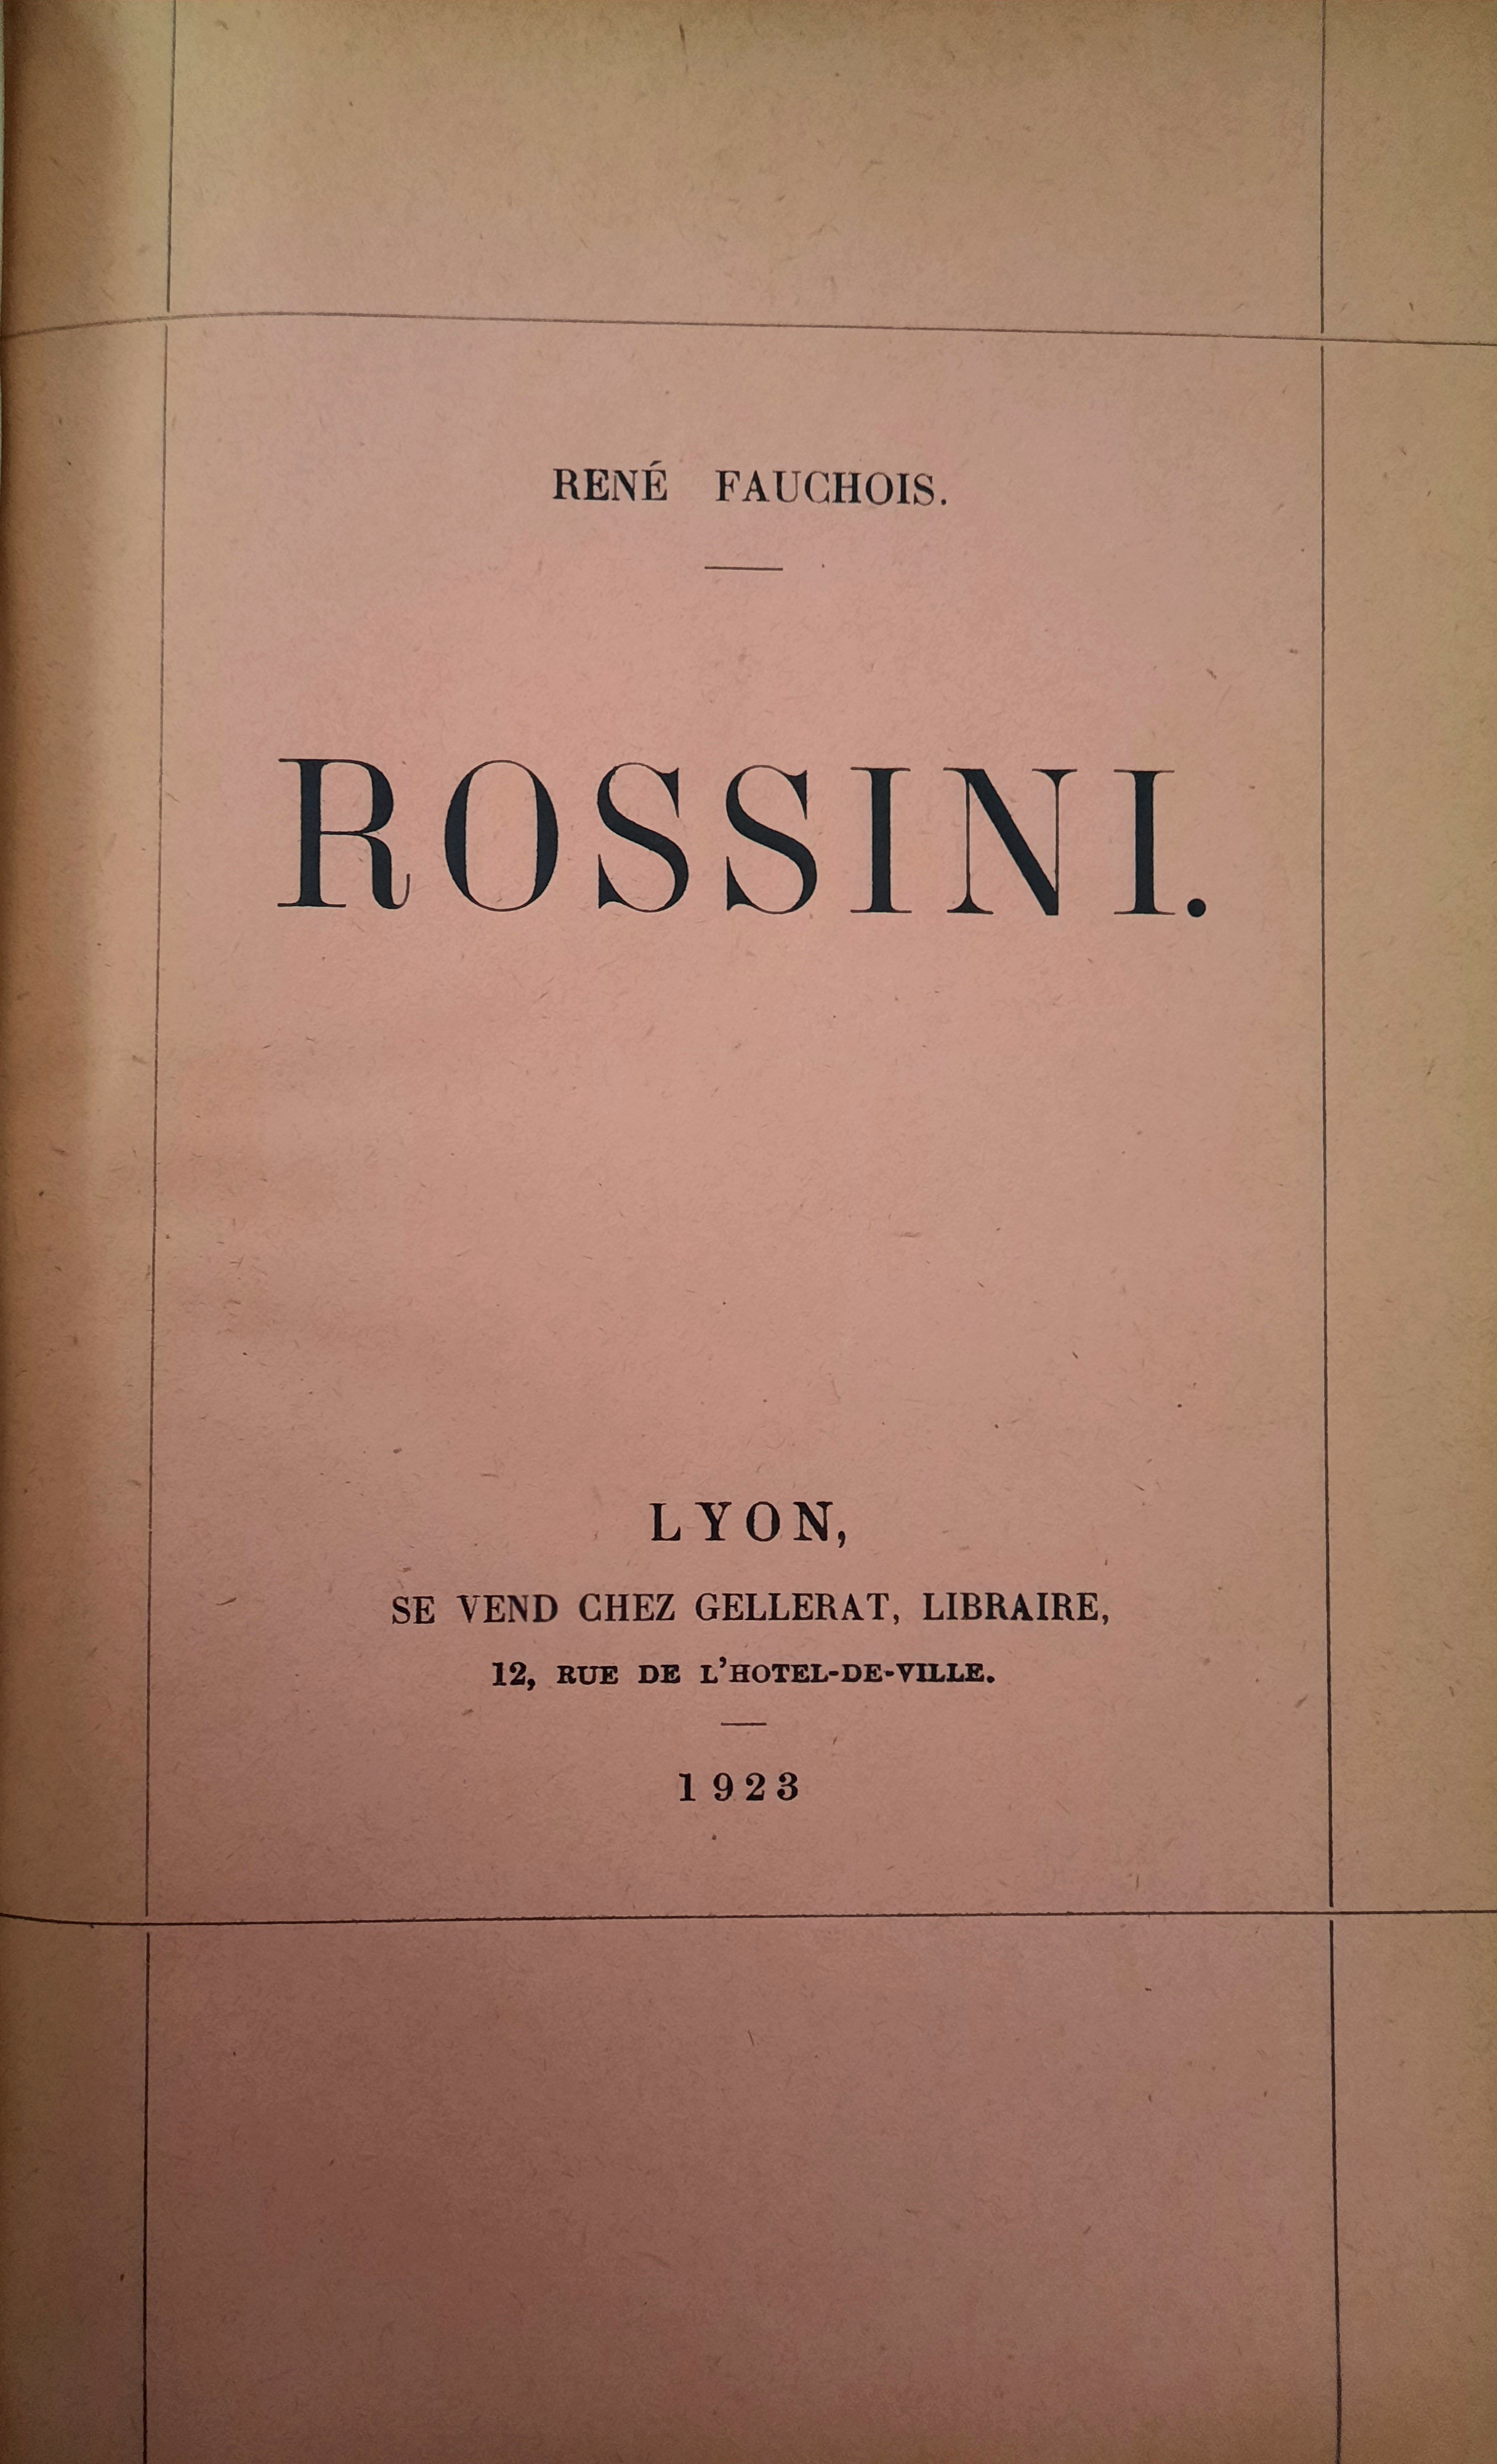 RENÉ FAUCHOIS.
ROSSINI.
LYON,
SE VEND CHEZ GELLERAT, LIBRAIRE,
12, RUE DE L'HOTEL-DE-VILLE.
1923